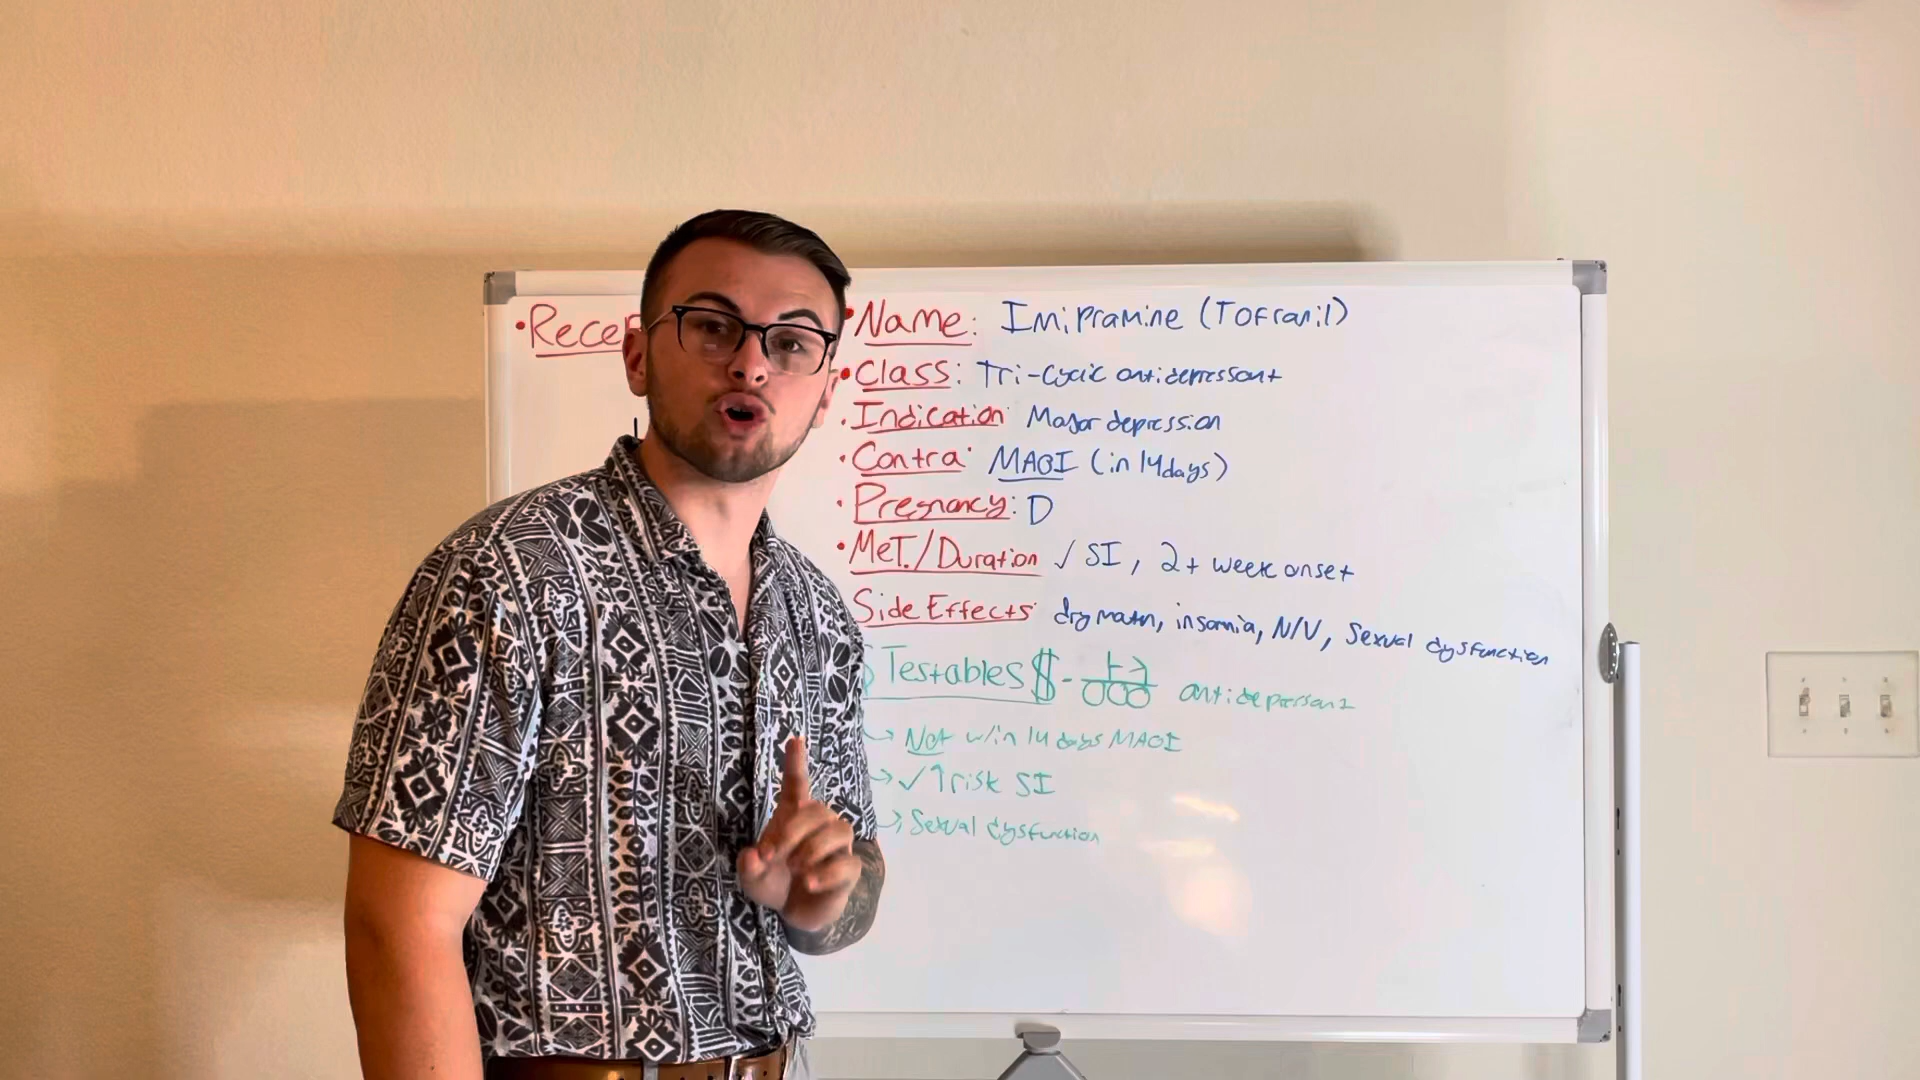 •Recep
•Name: Imipramine (Tofranil)
•Class: Tri-cyclic antidepressant
•Indication: Major depression
•Contra: MAOI (in 14days)
•Pregnancy: D
•Met./Duration ✓ SI, 2+ week onset
Side Effects: dry mouth, insomnia, N/V, Sexual dysfunction
$Testables$ - antidepressant
↳ Not w/in 14 days MAOI
↳ ✓ ↑risk SI
↳ Sexual dysfunction